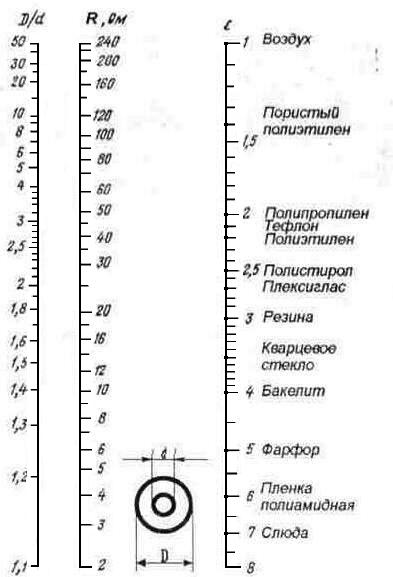 D/d
50
30
20
10
8
6
5
4
3
2,5
2
1,8
1,6
1,5
1,4
1,3
1,2
1,1
R, Ом
240
200
160
120
100
80
60
50
40
30
20
16
12
10
8
6
5
4
3
2
d
D
ε
1 Воздух
Пористый
полиэтилен
1,5
2 Полипропилен
Тефлон
Полиэтилен
2,5 Полистирол
Плексиглас
3 Резина
Кварцевое
стекло
4 Бакелит
5 Фарфор
Пленка
6 полиамидная
7 Слюда
8